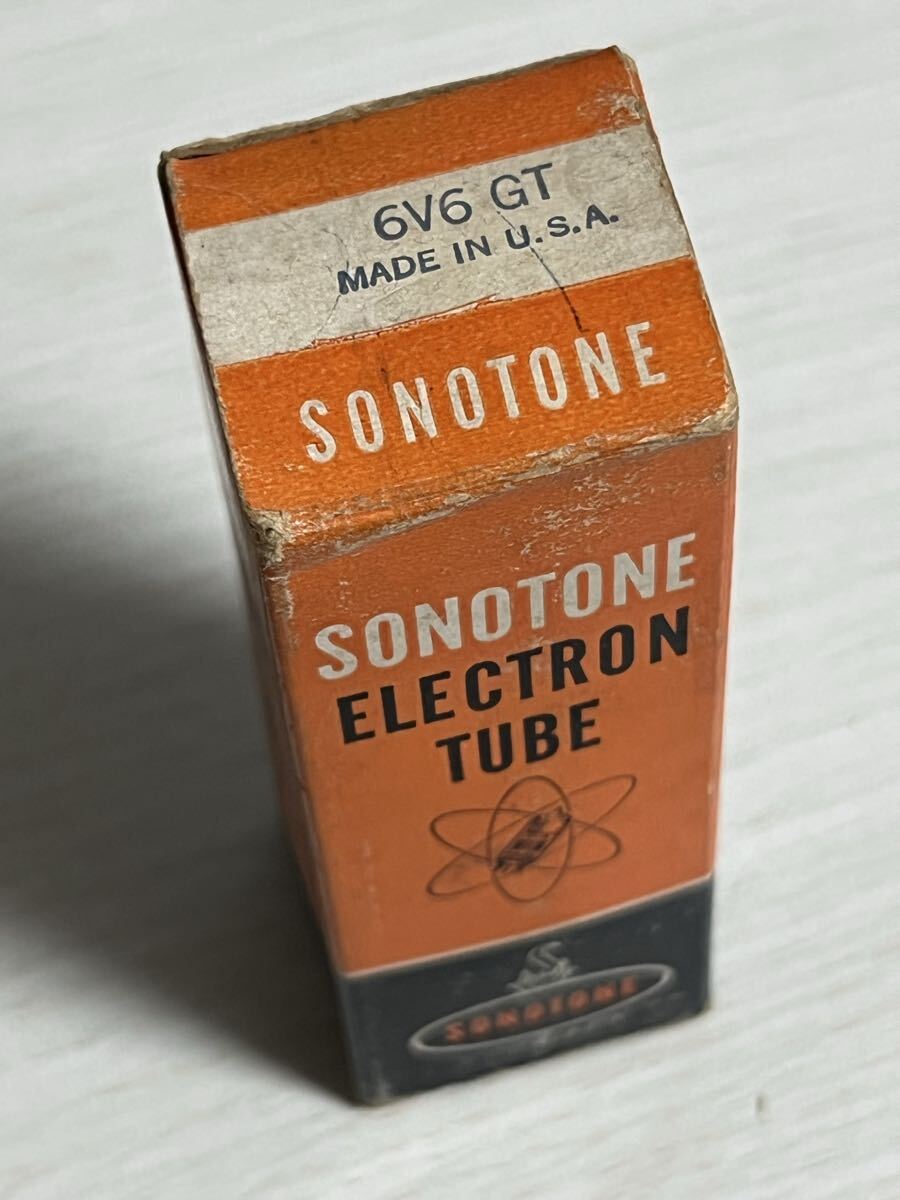 6V6 GT
MADE IN U.S.A.
SONOTONE
SONOTONE
ELECTRON
TUBE
SONOTONE